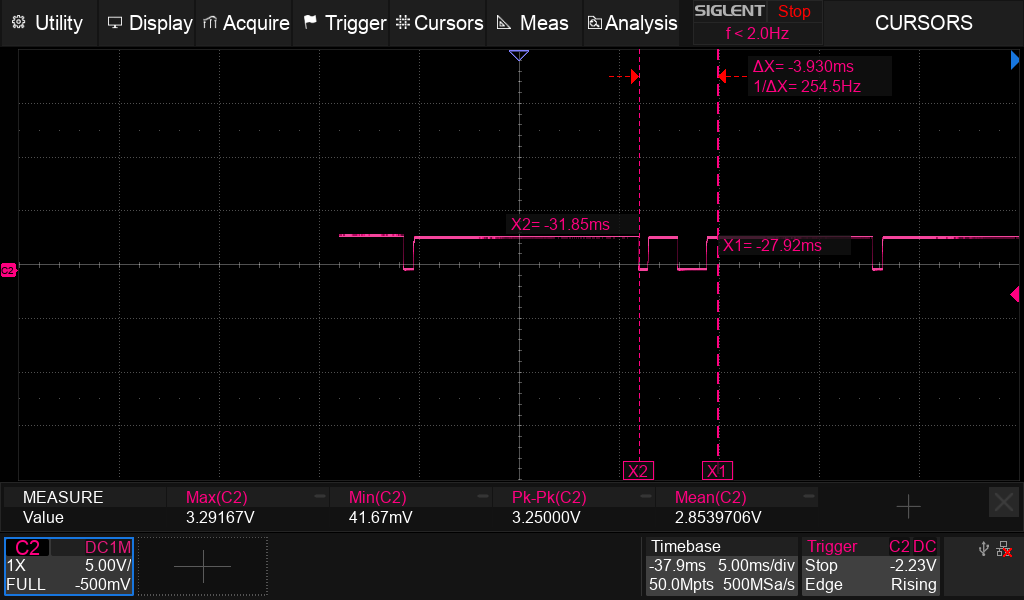 Utility Display Acquire Trigger Cursors Meas Analysis SIGLENT Stop CURSORS
f < 2.0Hz
ΔX= -3.930ms
1/ΔX= 254.5Hz
X2= -31.85ms
X1= -27.92ms
C2
X2 X1
MEASURE Max(C2) Min(C2) Pk-Pk(C2) Mean(C2)
Value 3.29167V 41.67mV 3.25000V 2.8539706V
C2 DC1M Timebase Trigger C2 DC
1X 5.00V/ -37.9ms 5.00ms/div Stop -2.23V
FULL -500mV 50.0Mpts 500MSa/s Edge Rising